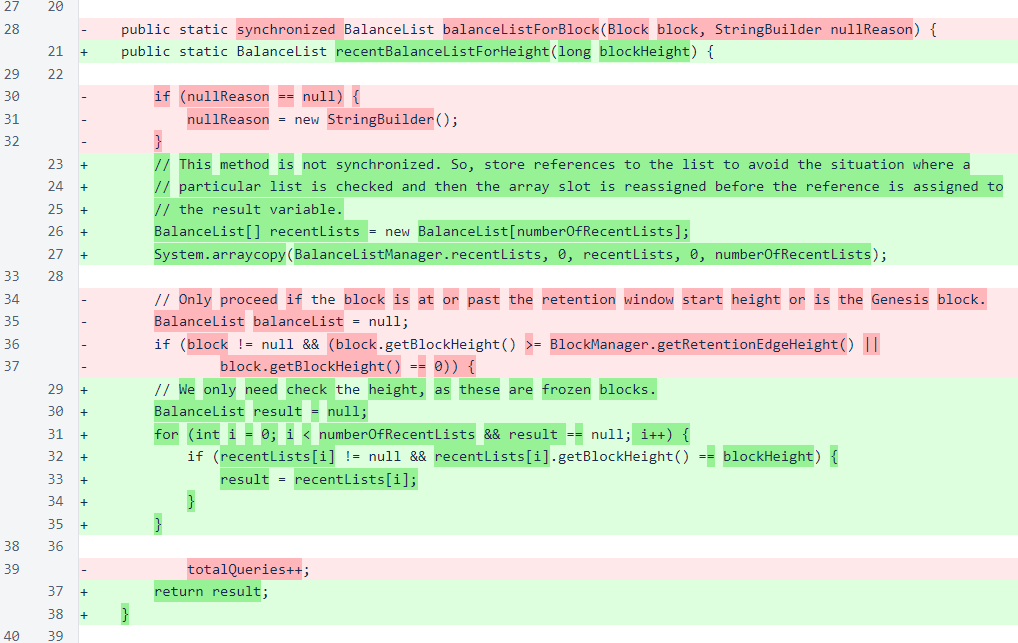 27 20
28 - public static synchronized BalanceList balanceListForBlock(Block block, StringBuilder nullReason) {
21 + public static BalanceList recentBalanceListForHeight(long blockHeight) {
29 22
30 - if (nullReason == null) {
31 - nullReason = new StringBuilder();
32 - }
23 + // This method is not synchronized. So, store references to the list to avoid the situation where a
24 + // particular list is checked and then the array slot is reassigned before the reference is assigned to
25 + // the result variable.
26 + BalanceList[] recentLists = new BalanceList[numberOfRecentLists];
27 + System.arraycopy(BalanceListManager.recentLists, 0, recentLists, 0, numberOfRecentLists);
33 28
34 - // Only proceed if the block is at or past the retention window start height or is the Genesis block.
35 - BalanceList balanceList = null;
36 - if (block != null && (block.getBlockHeight() >= BlockManager.getRetentionEdgeHeight() ||
37 - block.getBlockHeight() == 0)) {
29 + // We only need check the height, as these are frozen blocks.
30 + BalanceList result = null;
31 + for (int i = 0; i < numberOfRecentLists && result == null; i++) {
32 + if (recentLists[i] != null && recentLists[i].getBlockHeight() == blockHeight) {
33 + result = recentLists[i];
34 + }
35 + }
38 36
39 - totalQueries++;
37 + return result;
38 + }
40 39